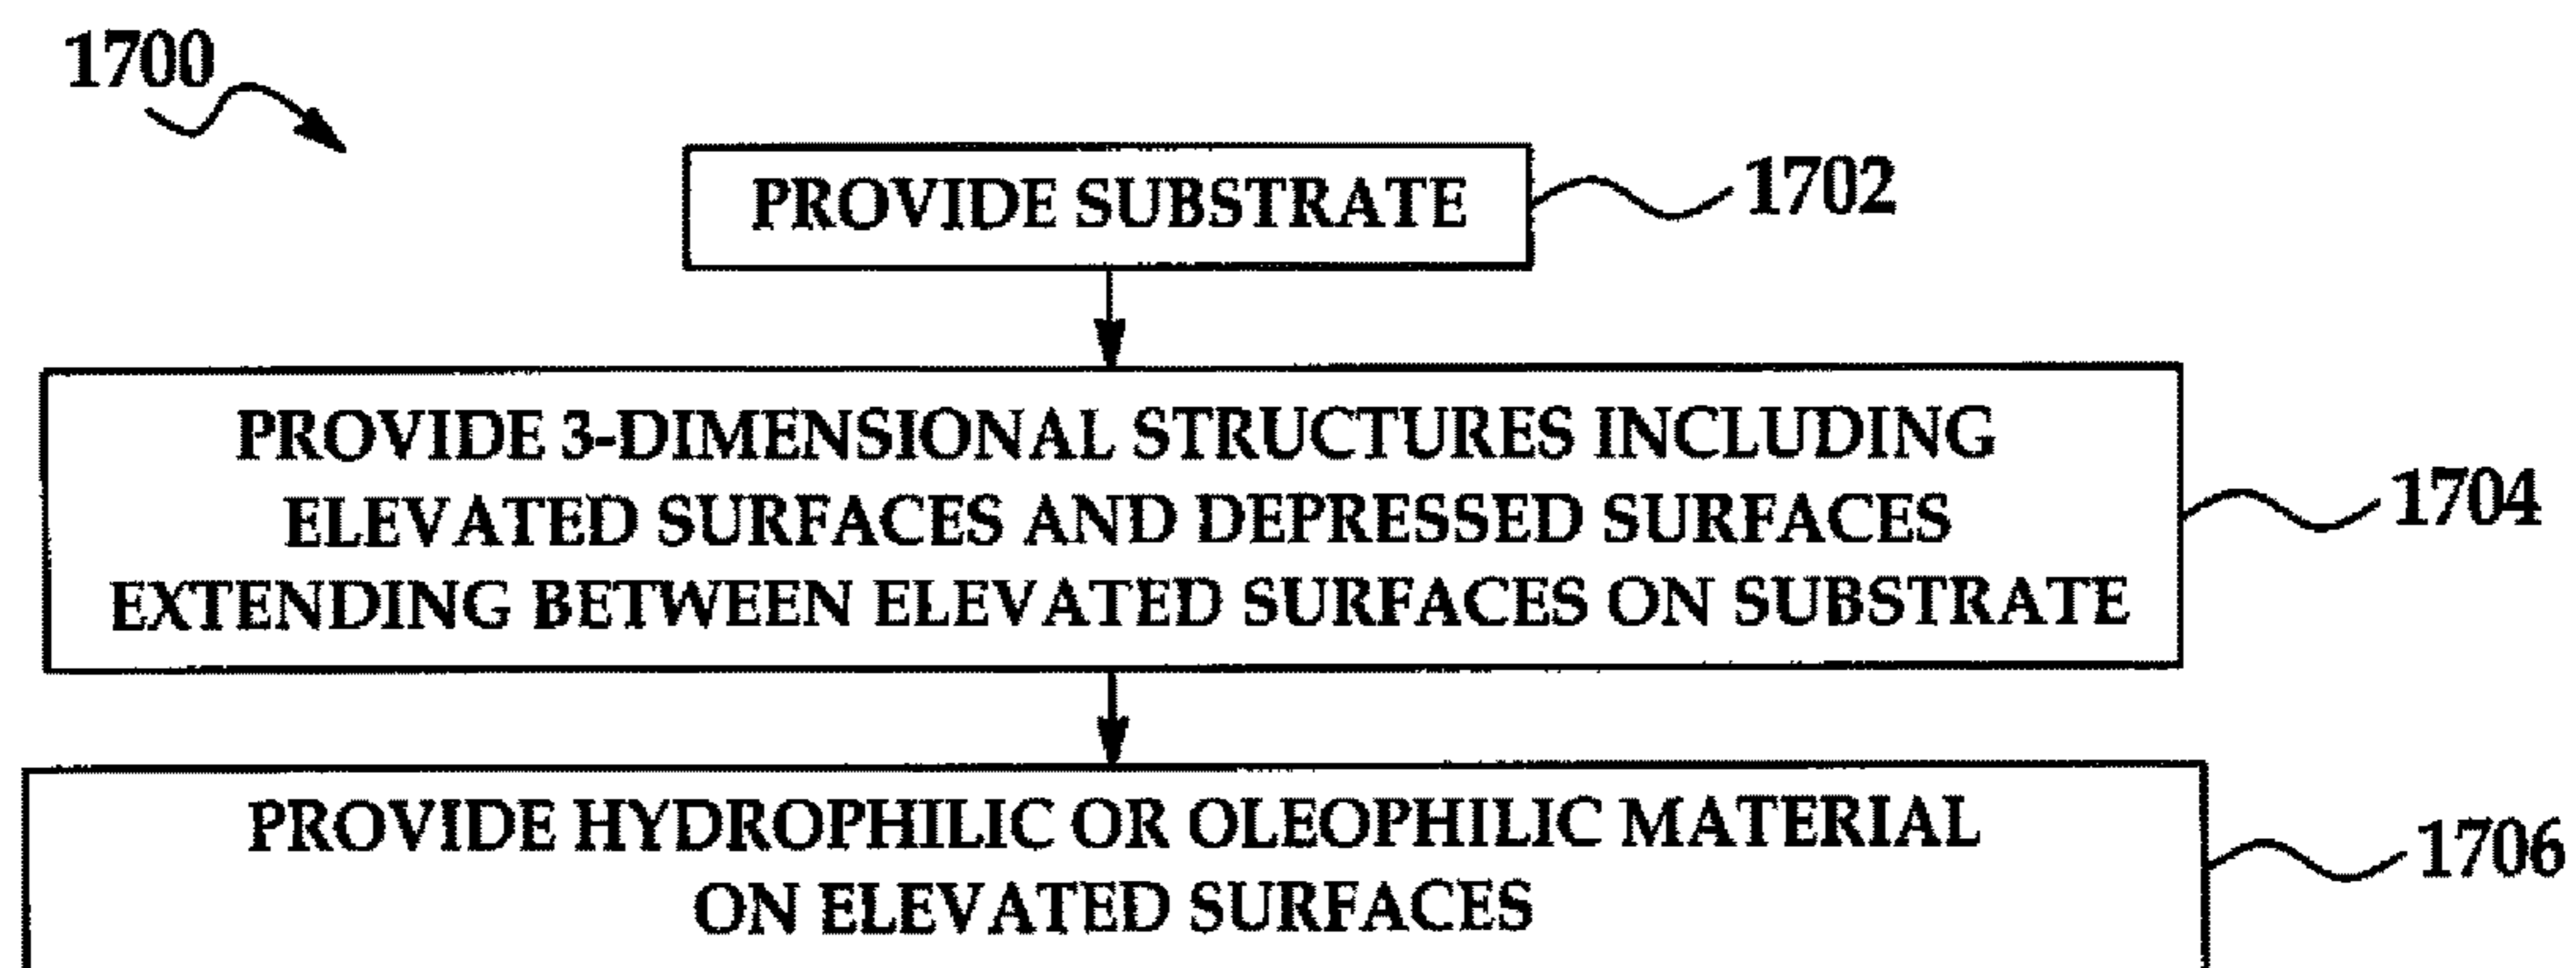 1700
PROVIDE SUBSTRATE
1702
PROVIDE 3-DIMENSIONAL STRUCTURES INCLUDING
ELEVATED SURFACES AND DEPRESSED SURFACES
EXTENDING BETWEEN ELEVATED SURFACES ON SUBSTRATE
1704
PROVIDE HYDROPHILIC OR OLEOPHILIC MATERIAL
ON ELEVATED SURFACES
1706